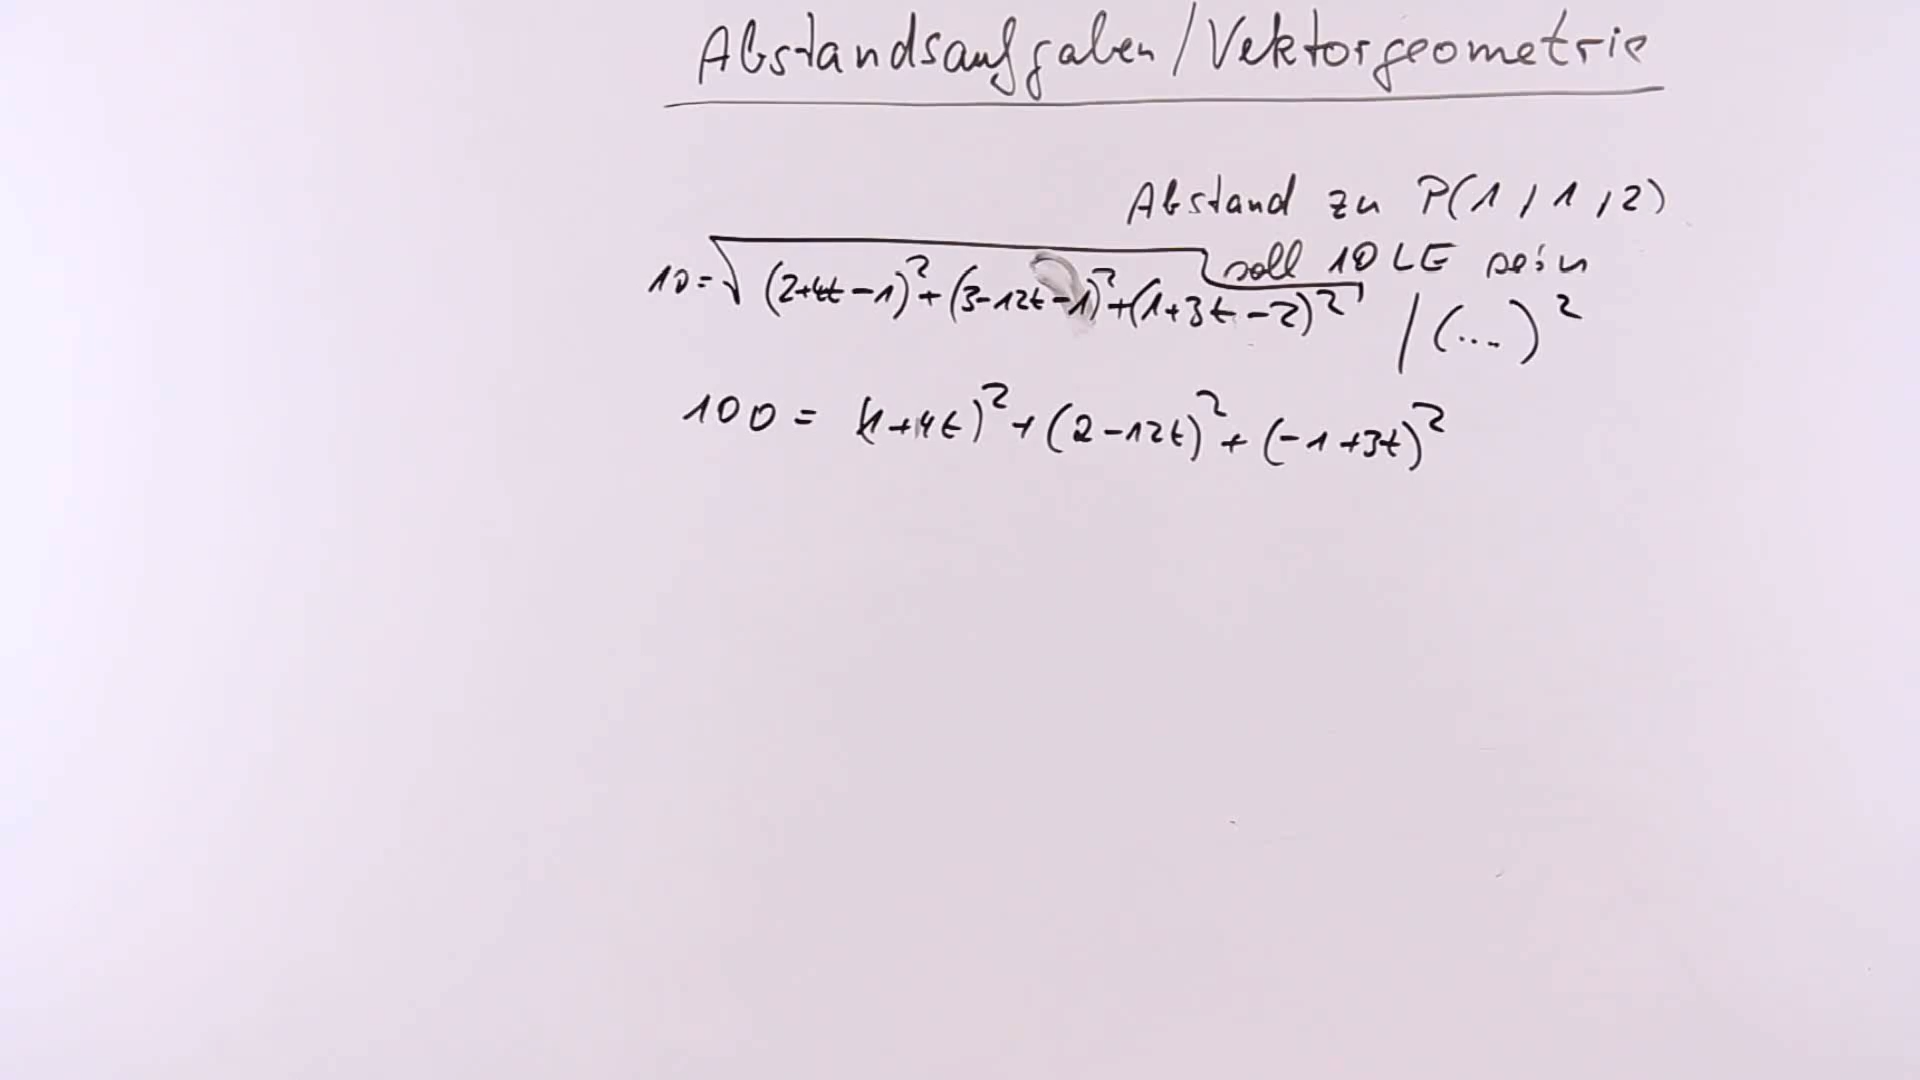 Abstandsaufgaben/Vektorgeometrie
Abstand zu P(1, 1, 2)
soll 10 LE sein
10=√(2+4t-1)²+(3-12t-1)²+(1+3t-2)² |(....)²
100 = (1+4t)²+(2-12t)²+(-1+3t)²